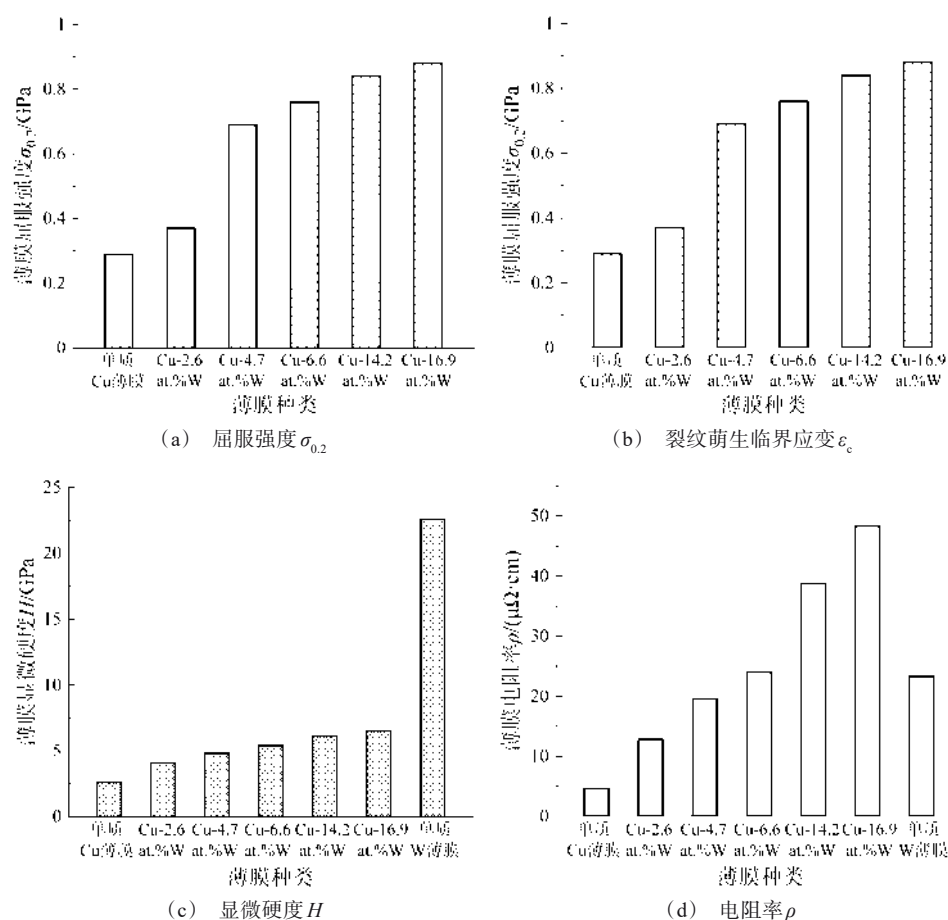 1
0.8
0.6
0.4
0.2
0
薄膜屈服强度σ0.2/GPa
单质 Cu-2.6 Cu-4.7 Cu-6.6 Cu-14.2 Cu-16.9
Cu薄膜 at.%W at.%W at.%W at.%W at.%W
薄膜种类
(a) 屈服强度σ0.2
1
0.8
0.6
0.4
0.2
0
薄膜屈服强度σ0.2/GPa
单质 Cu-2.6 Cu-4.7 Cu-6.6 Cu-14.2 Cu-16.9
Cu薄膜 at.%W at.%W at.%W at.%W at.%W
薄膜种类
(b) 裂纹萌生临界应变εc
25
20
15
10
5
0
薄膜显微硬度H/GPa
单质 Cu-2.6 Cu-4.7 Cu-6.6 Cu-14.2 Cu-16.9 单质
Cu薄膜 at.%W at.%W at.%W at.%W at.%W W薄膜
薄膜种类
(c) 显微硬度H
50
40
30
20
10
0
薄膜电阻率ρ/(μΩ·cm)
单质 Cu-2.6 Cu-4.7 Cu-6.6 Cu-14.2 Cu-16.9 单质
Cu薄膜 at.%W at.%W at.%W at.%W at.%W W薄膜
薄膜种类
(d) 电阻率ρ